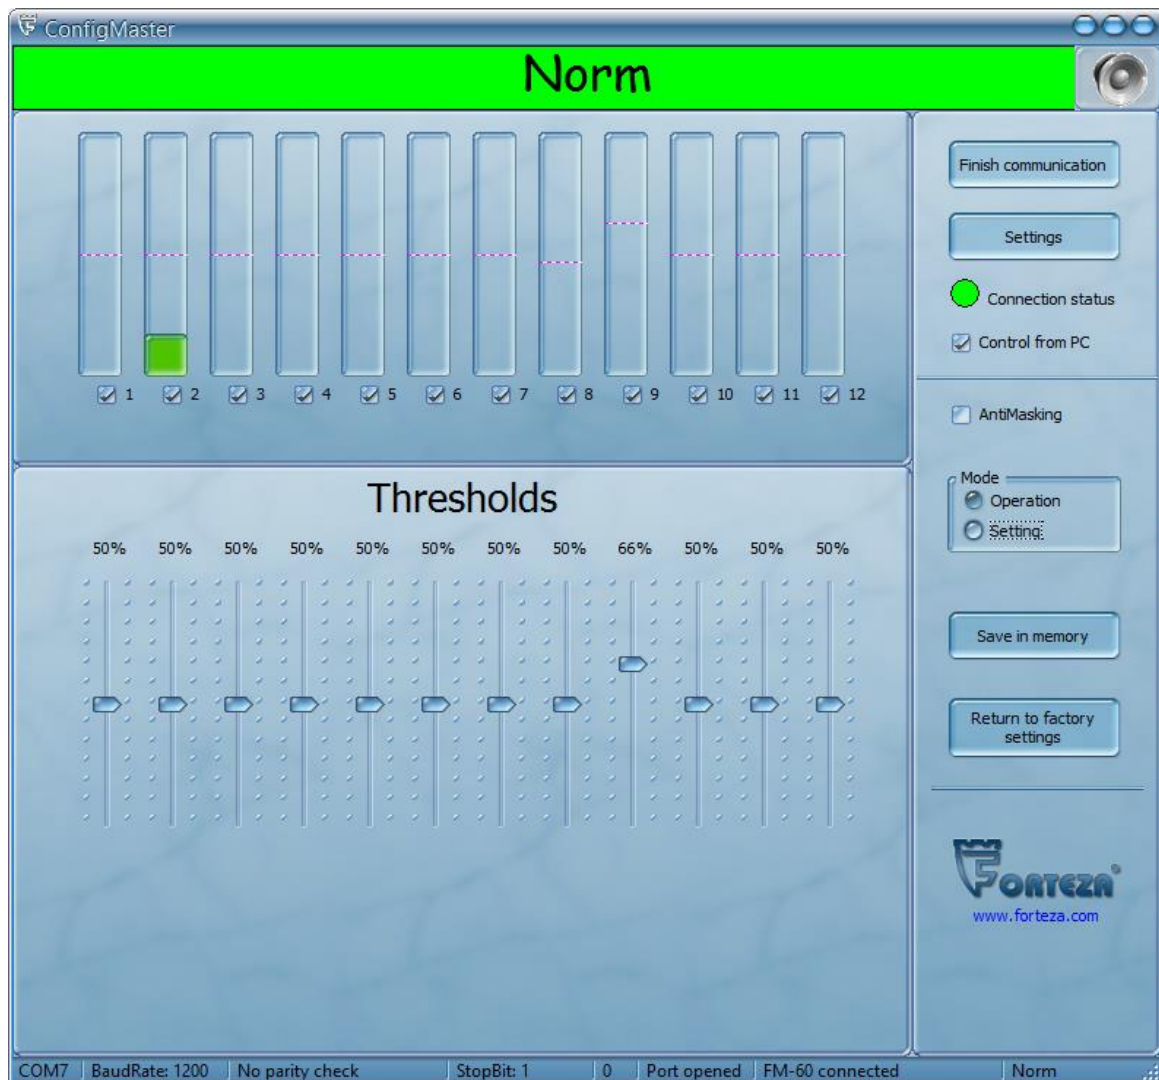 ConfigMaster
Norm
1 2 3 4 5 6 7 8 9 10 11 12
Finish communication
Settings
Connection status
Control from PC
AntiMasking
Mode
Operation
Setting
Save in memory
Return to factory
settings
FORTEZA®
www.forteza.com
Thresholds
50% 50% 50% 50% 50% 50% 50% 50% 66% 50% 50% 50%
COM7 BaudRate: 1200 No parity check StopBit: 1 0 Port opened FM-60 connected Norm